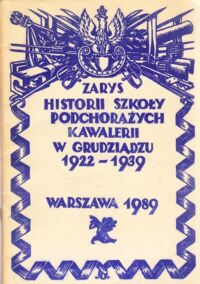 ZARYS
HISTORII SZKOŁY
PODCHORĄŻYCH
KAWALERII
W GRUDZIĄDZU
1922-1939
WARSZAWA 1989